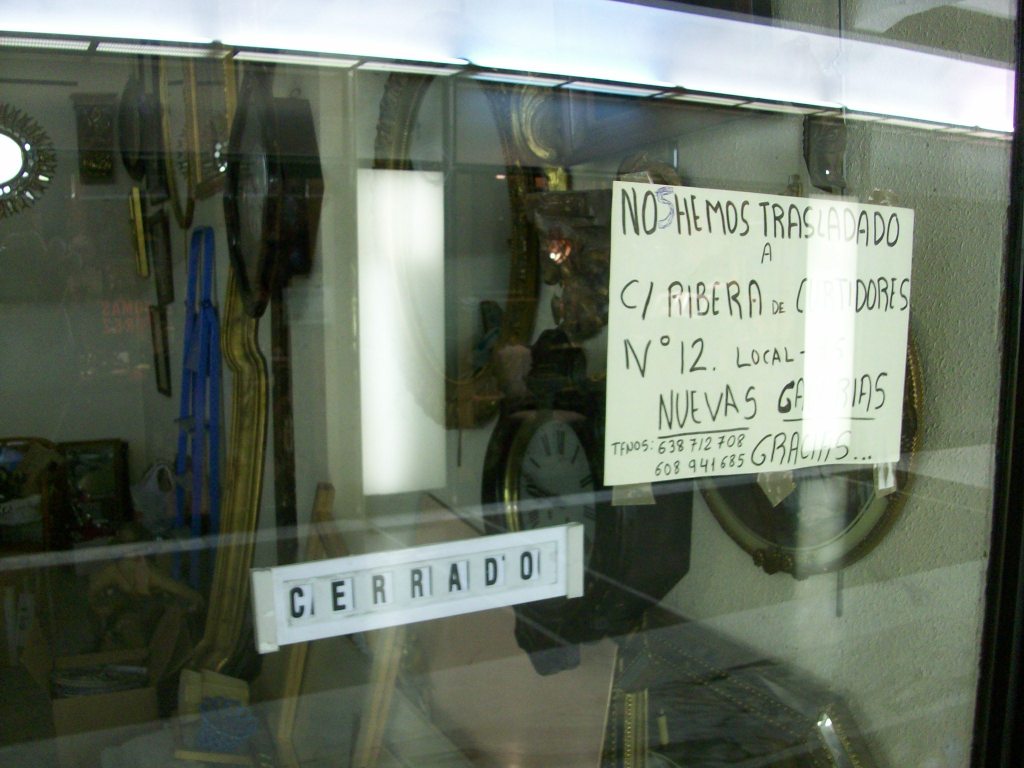 NOS HEMOS TRASLADADO
A
C/ RIBERA DE CURTIDORES
Nº 12. LOCAL-
NUEVAS GALERIAS
TFNOS: 638 712 708 GRACIAS...
608 941 685
CERRADO